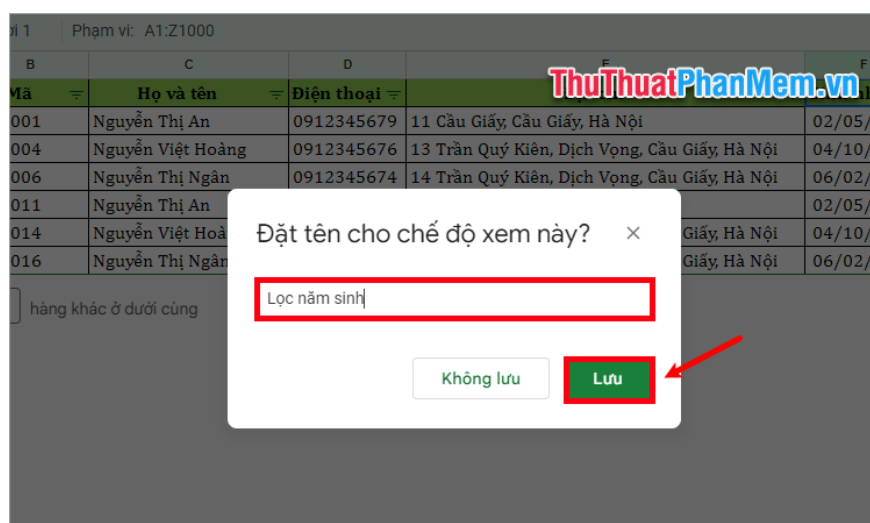 ới 1 Phạm vi: A1:Z1000
B C D E F
Mã Họ và tên Điện thoại
ThuThuatPhanMem.vn
001 Nguyễn Thị An 0912345679 11 Cầu Giấy, Cầu Giấy, Hà Nội 02/05/
004 Nguyễn Việt Hoàng 0912345676 13 Trần Quý Kiên, Dịch Vọng, Cầu Giấy, Hà Nội 04/10/
006 Nguyễn Thị Ngân 0912345674 14 Trần Quý Kiên, Dịch Vọng, Cầu Giấy, Hà Nội 06/02/
011 Nguyễn Thị An 02/05/
014 Nguyễn Việt Hoà Giấy, Hà Nội 04/10/
016 Nguyễn Thị Ngân Giấy, Hà Nội 06/02/
hàng khác ở dưới cùng
Đặt tên cho chế độ xem này? ×
Lọc năm sinh
Không lưu Lưu